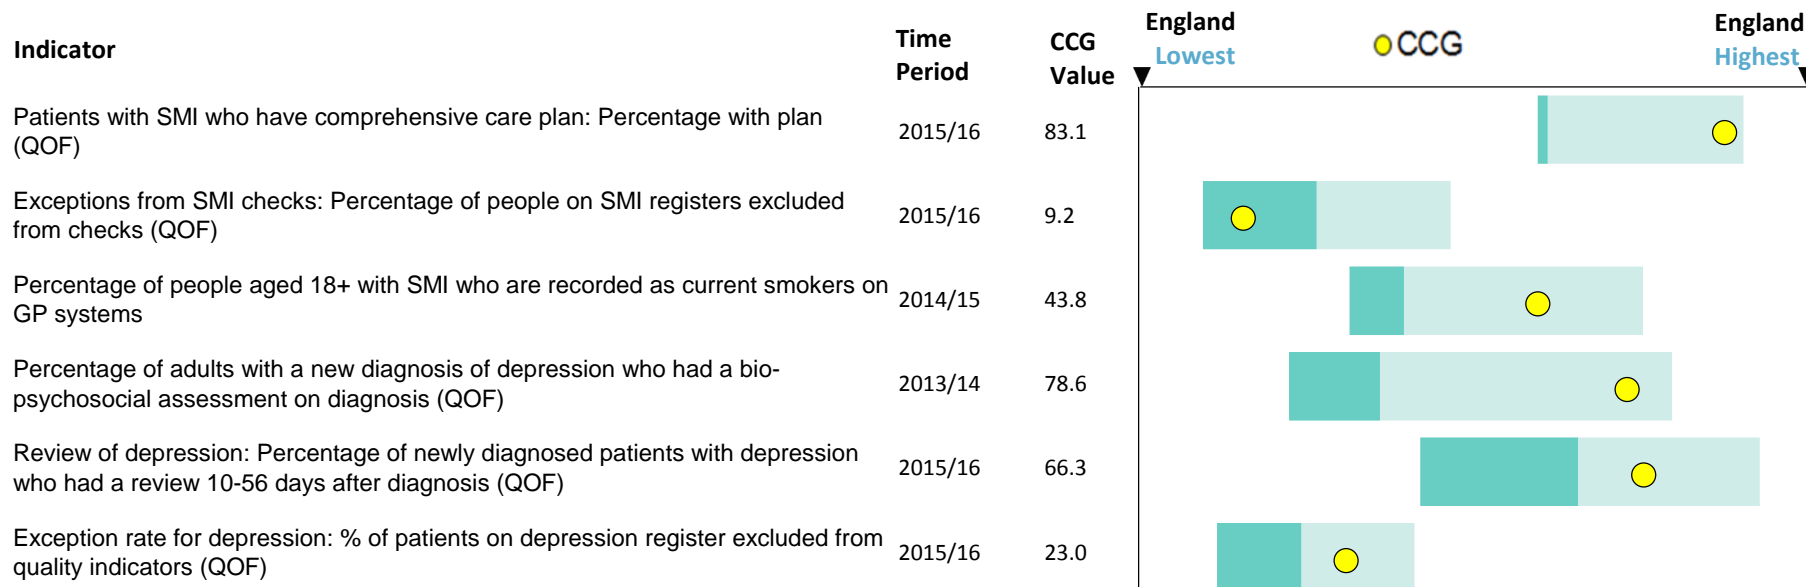 Indicator
Time
Period
CCG
Value
England
Lowest
CCG
England
Highest
Patients with SMI who have comprehensive care plan: Percentage with plan
(QOF)
2015/16
83.1
Exceptions from SMI checks: Percentage of people on SMI registers excluded
from checks (QOF)
2015/16
9.2
Percentage of people aged 18+ with SMI who are recorded as current smokers on
GP systems
2014/15
43.8
Percentage of adults with a new diagnosis of depression who had a bio-
psychosocial assessment on diagnosis (QOF)
2013/14
78.6
Review of depression: Percentage of newly diagnosed patients with depression
who had a review 10-56 days after diagnosis (QOF)
2015/16
66.3
Exception rate for depression: % of patients on depression register excluded from
quality indicators (QOF)
2015/16
23.0